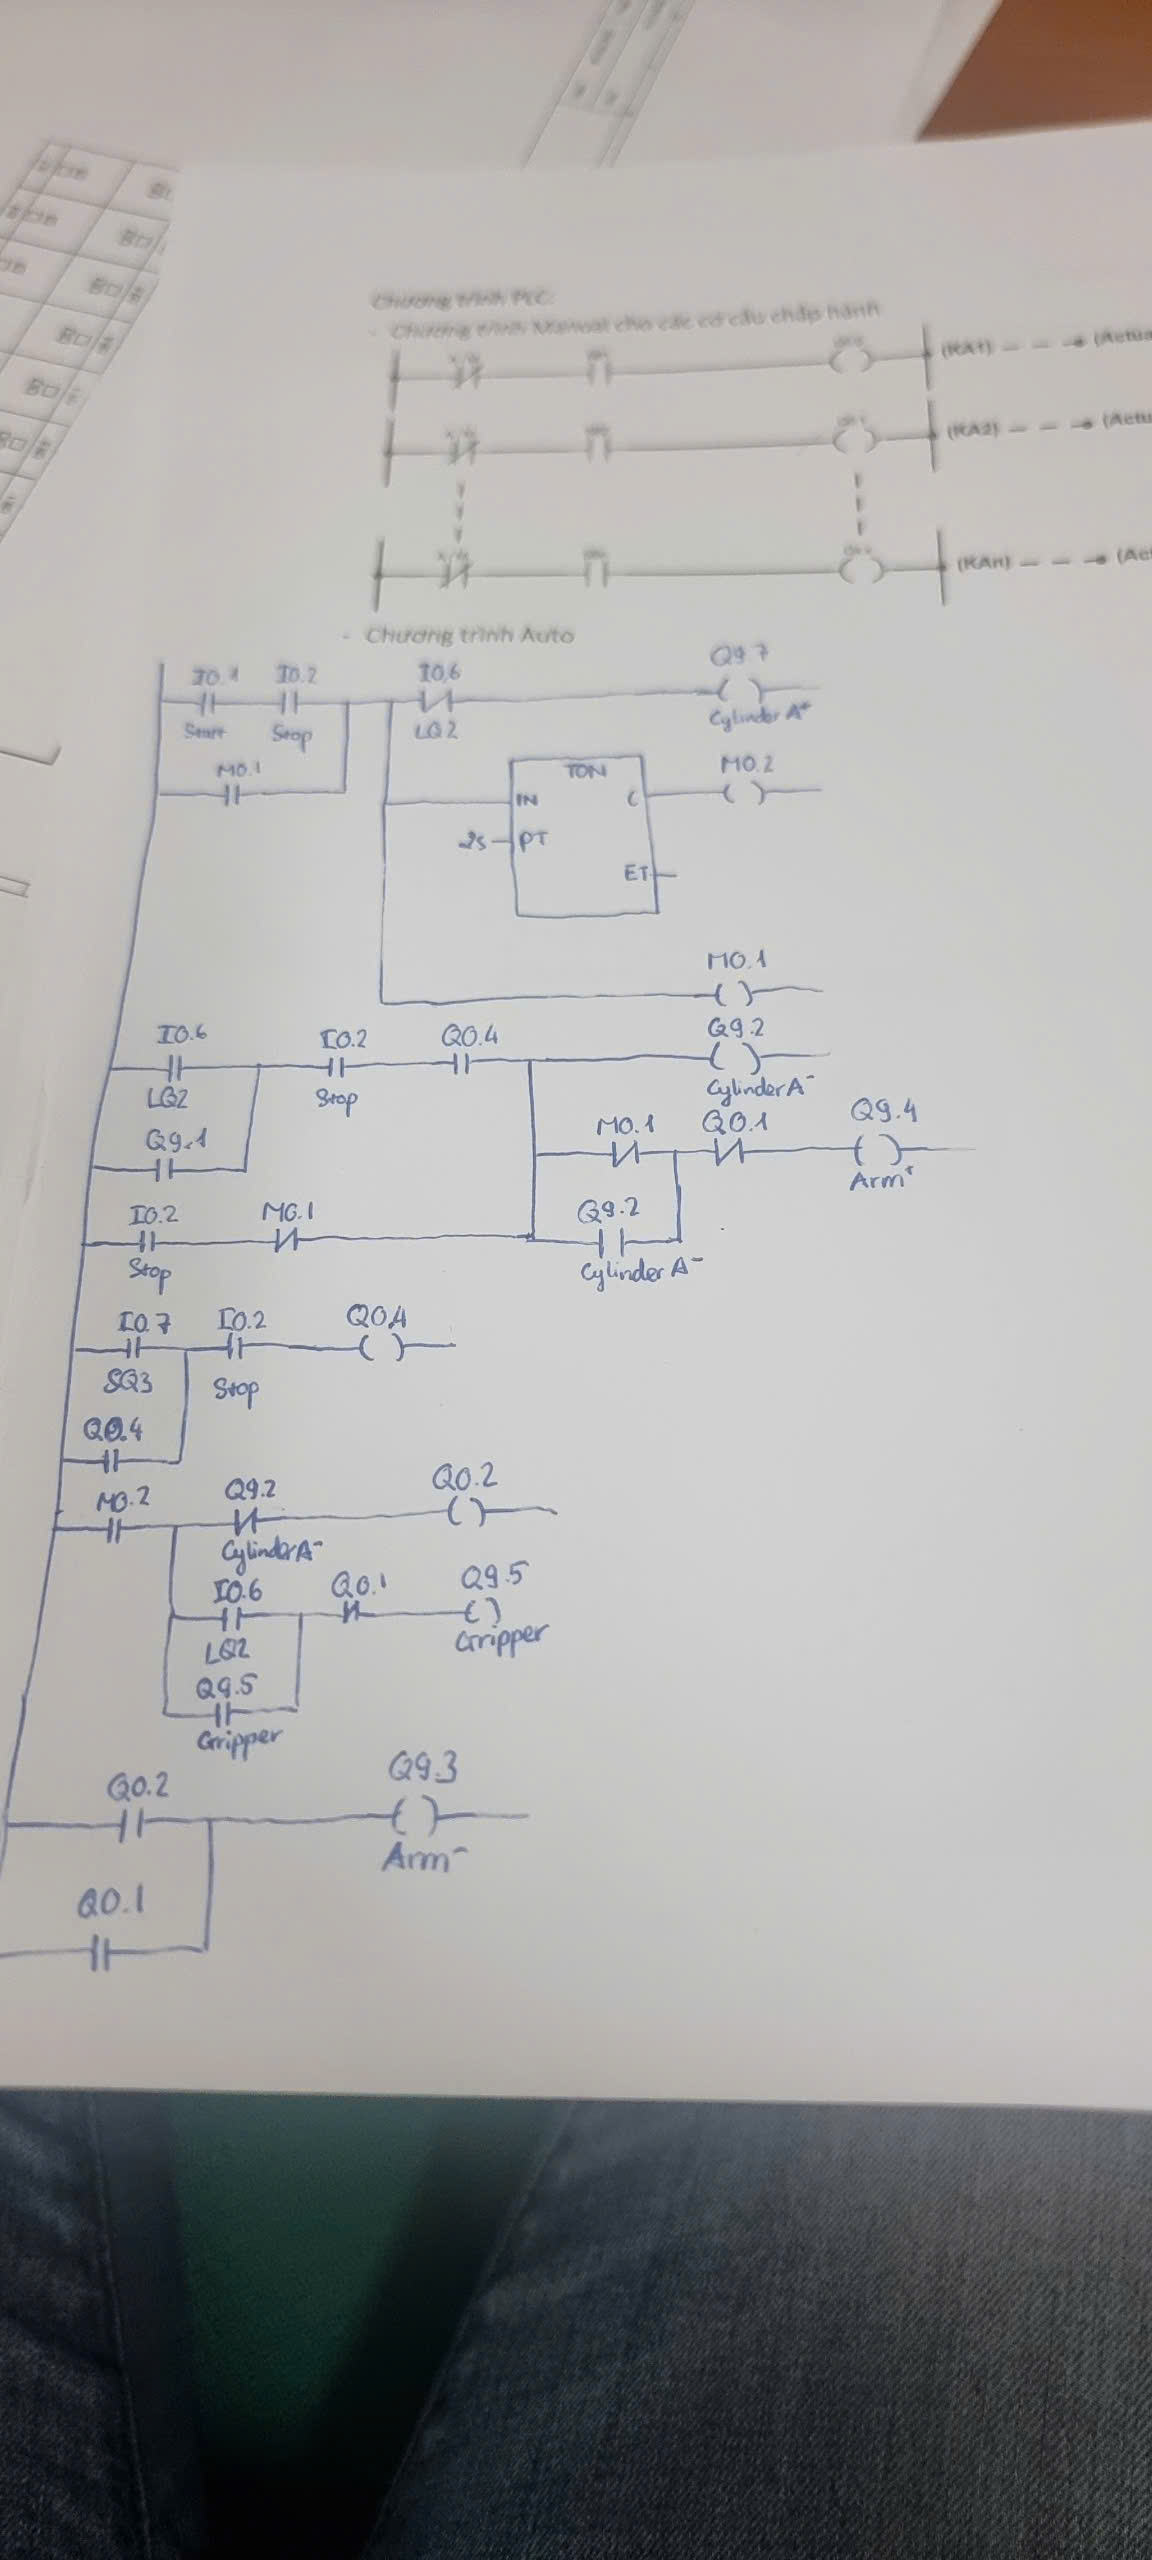 Chương trình PLC:
- Chương trình Manual cho các cơ cấu chấp hành
(KA1)
(KA2)
(KAn)
- Chương trình Auto
I0.1 I0.2 I0.6 Q9.7
Start Stop LQ2 Cylinder A+
M0.1 TON M0.2
IN
2s PT
ET
M0.1
I0.6 I0.2 Q0.4 Q9.2
LQ2 Stop Cylinder A-
Q9.1 M0.1 Q0.1 Q9.4
Arm+
I0.2 M0.1 Q9.2
Stop Cylinder A-
I0.7 I0.2 Q0.4
SQ3 Stop
Q0.4
M0.2 Q9.2 Q0.2
Cylinder A-
I0.6 Q0.1 Q9.5
LQ2 Gripper
Q9.5
Gripper
Q0.2 Q9.3
Arm-
Q0.1